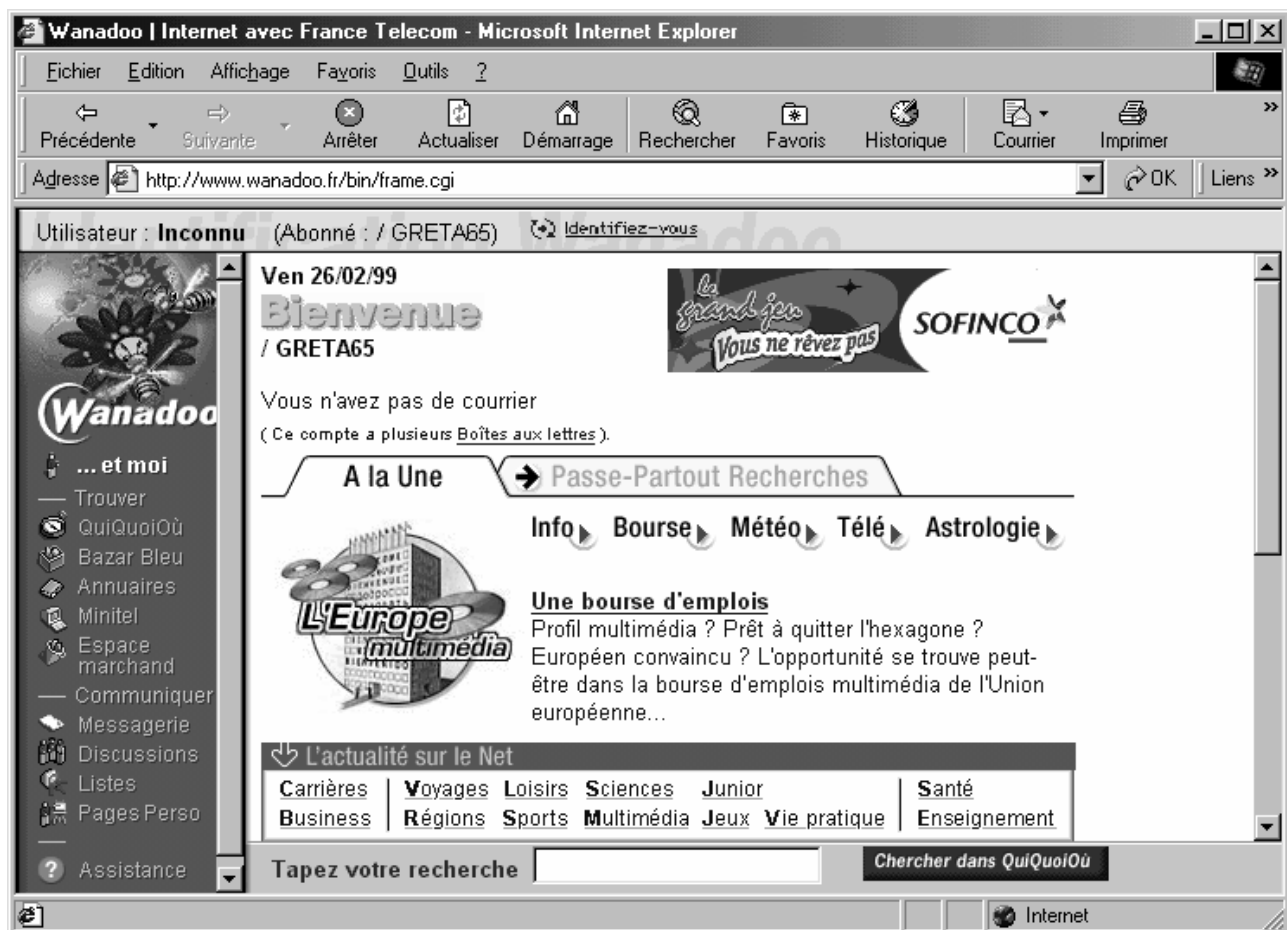 Wanadoo | Internet avec France Telecom - Microsoft Internet Explorer
Fichier Edition Affichage Favoris Outils ?
Précédente Suivante Arrêter Actualiser Démarrage Rechercher Favoris Historique Courrier Imprimer »
Adresse http://www.wanadoo.fr/bin/frame.cgi OK Liens »
Identification Wanadoo
Utilisateur : Inconnu (Abonné : / GRETA65) Identifiez-vous
Wanadoo
... et moi
Trouver
QuiQuoiOù
Bazar Bleu
Annuaires
Minitel
Espace
marchand
Communiquer
Messagerie
Discussions
Listes
Pages Perso
? Assistance
Ven 26/02/99
Bienvenue
/ GRETA65
Le
grand jeu
Vous ne rêvez pas
SOFINCO
Vous n'avez pas de courrier
( Ce compte a plusieurs Boîtes aux lettres ).
A la Une Passe-Partout Recherches
Info Bourse Météo Télé Astrologie
L'Europe
multimédia
Une bourse d'emplois
Profil multimédia ? Prêt à quitter l'hexagone ?
Européen convaincu ? L'opportunité se trouve peut-
être dans la bourse d'emplois multimédia de l'Union
européenne...
L'actualité sur le Net
Carrières Voyages Loisirs Sciences Junior Santé
Business Régions Sports Multimédia Jeux Vie pratique Enseignement
Tapez votre recherche Chercher dans QuiQuoiOù
Internet